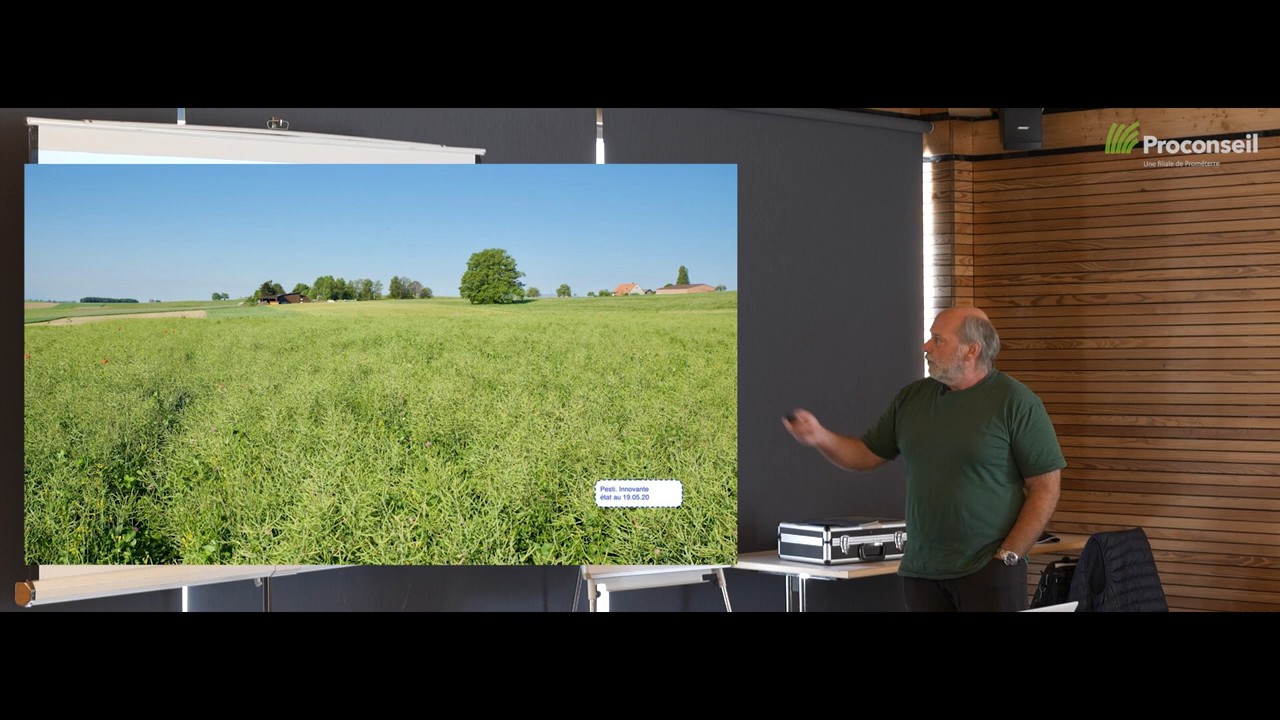 Proconseil
Une filiale de Prométerre
Pesti. Innovante
état au 19.05.20